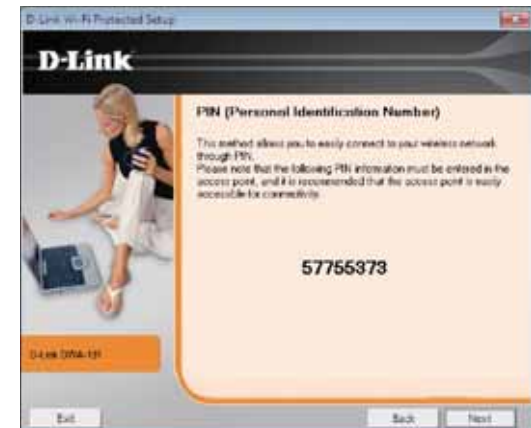 D-Link Wi-Fi Protected Setup
D-Link
PIN (Personal Identification Number)
This method allows you to easily connect to your wireless network
through PIN.
Please note that the following PIN information must be entered in the
access point, and it is recommended that the access point is easily
accessible for connectivity.
57755373
D-Link DWA-131
Exit
Back
Next